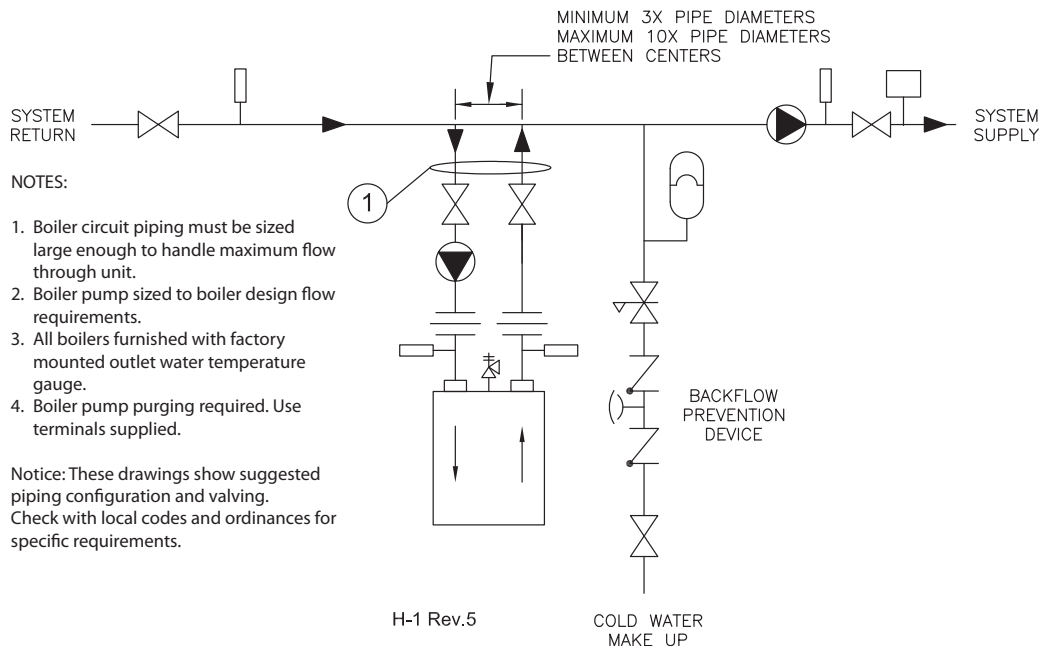 MINIMUM 3X PIPE DIAMETERS
MAXIMUM 10X PIPE DIAMETERS
BETWEEN CENTERS
SYSTEM
RETURN
SYSTEM
SUPPLY
NOTES:
1
1. Boiler circuit piping must be sized
large enough to handle maximum flow
through unit.
2. Boiler pump sized to boiler design flow
requirements.
3. All boilers furnished with factory
mounted outlet water temperature
gauge.
4. Boiler pump purging required. Use
terminals supplied.
BACKFLOW
PREVENTION
DEVICE
Notice: These drawings show suggested
piping configuration and valving.
Check with local codes and ordinances for
specific requirements.
H-1 Rev.5
COLD WATER
MAKE UP